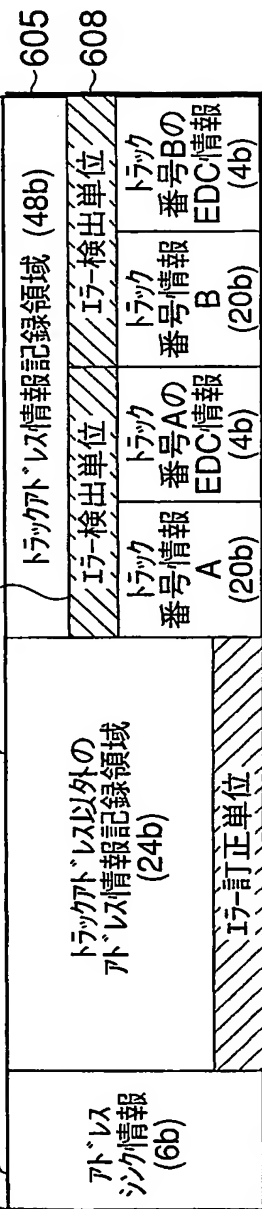 アドレス
シンク情報
(6b)
トラックアドレス以外の
アドレス情報記録領域
(24b)
エラー訂正単位
トラックアドレス情報記録領域 (48b)
605
エラー検出単位
エラー検出単位
608
トラック
番号情報
A
(20b)
トラック
番号Aの
EDC情報
(4b)
トラック
番号情報
B
(20b)
トラック
番号Bの
EDC情報
(4b)